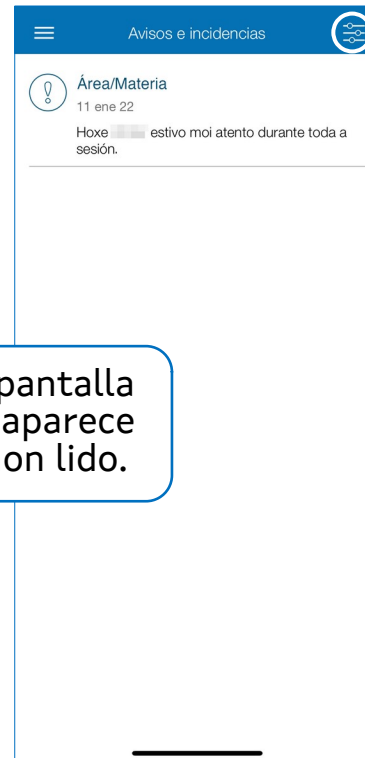 Avisos e incidencias
Área/Materia
11 ene 22
Hoxe estivo moi atento durante toda a
sesión.
pantalla
aparece
on lido.